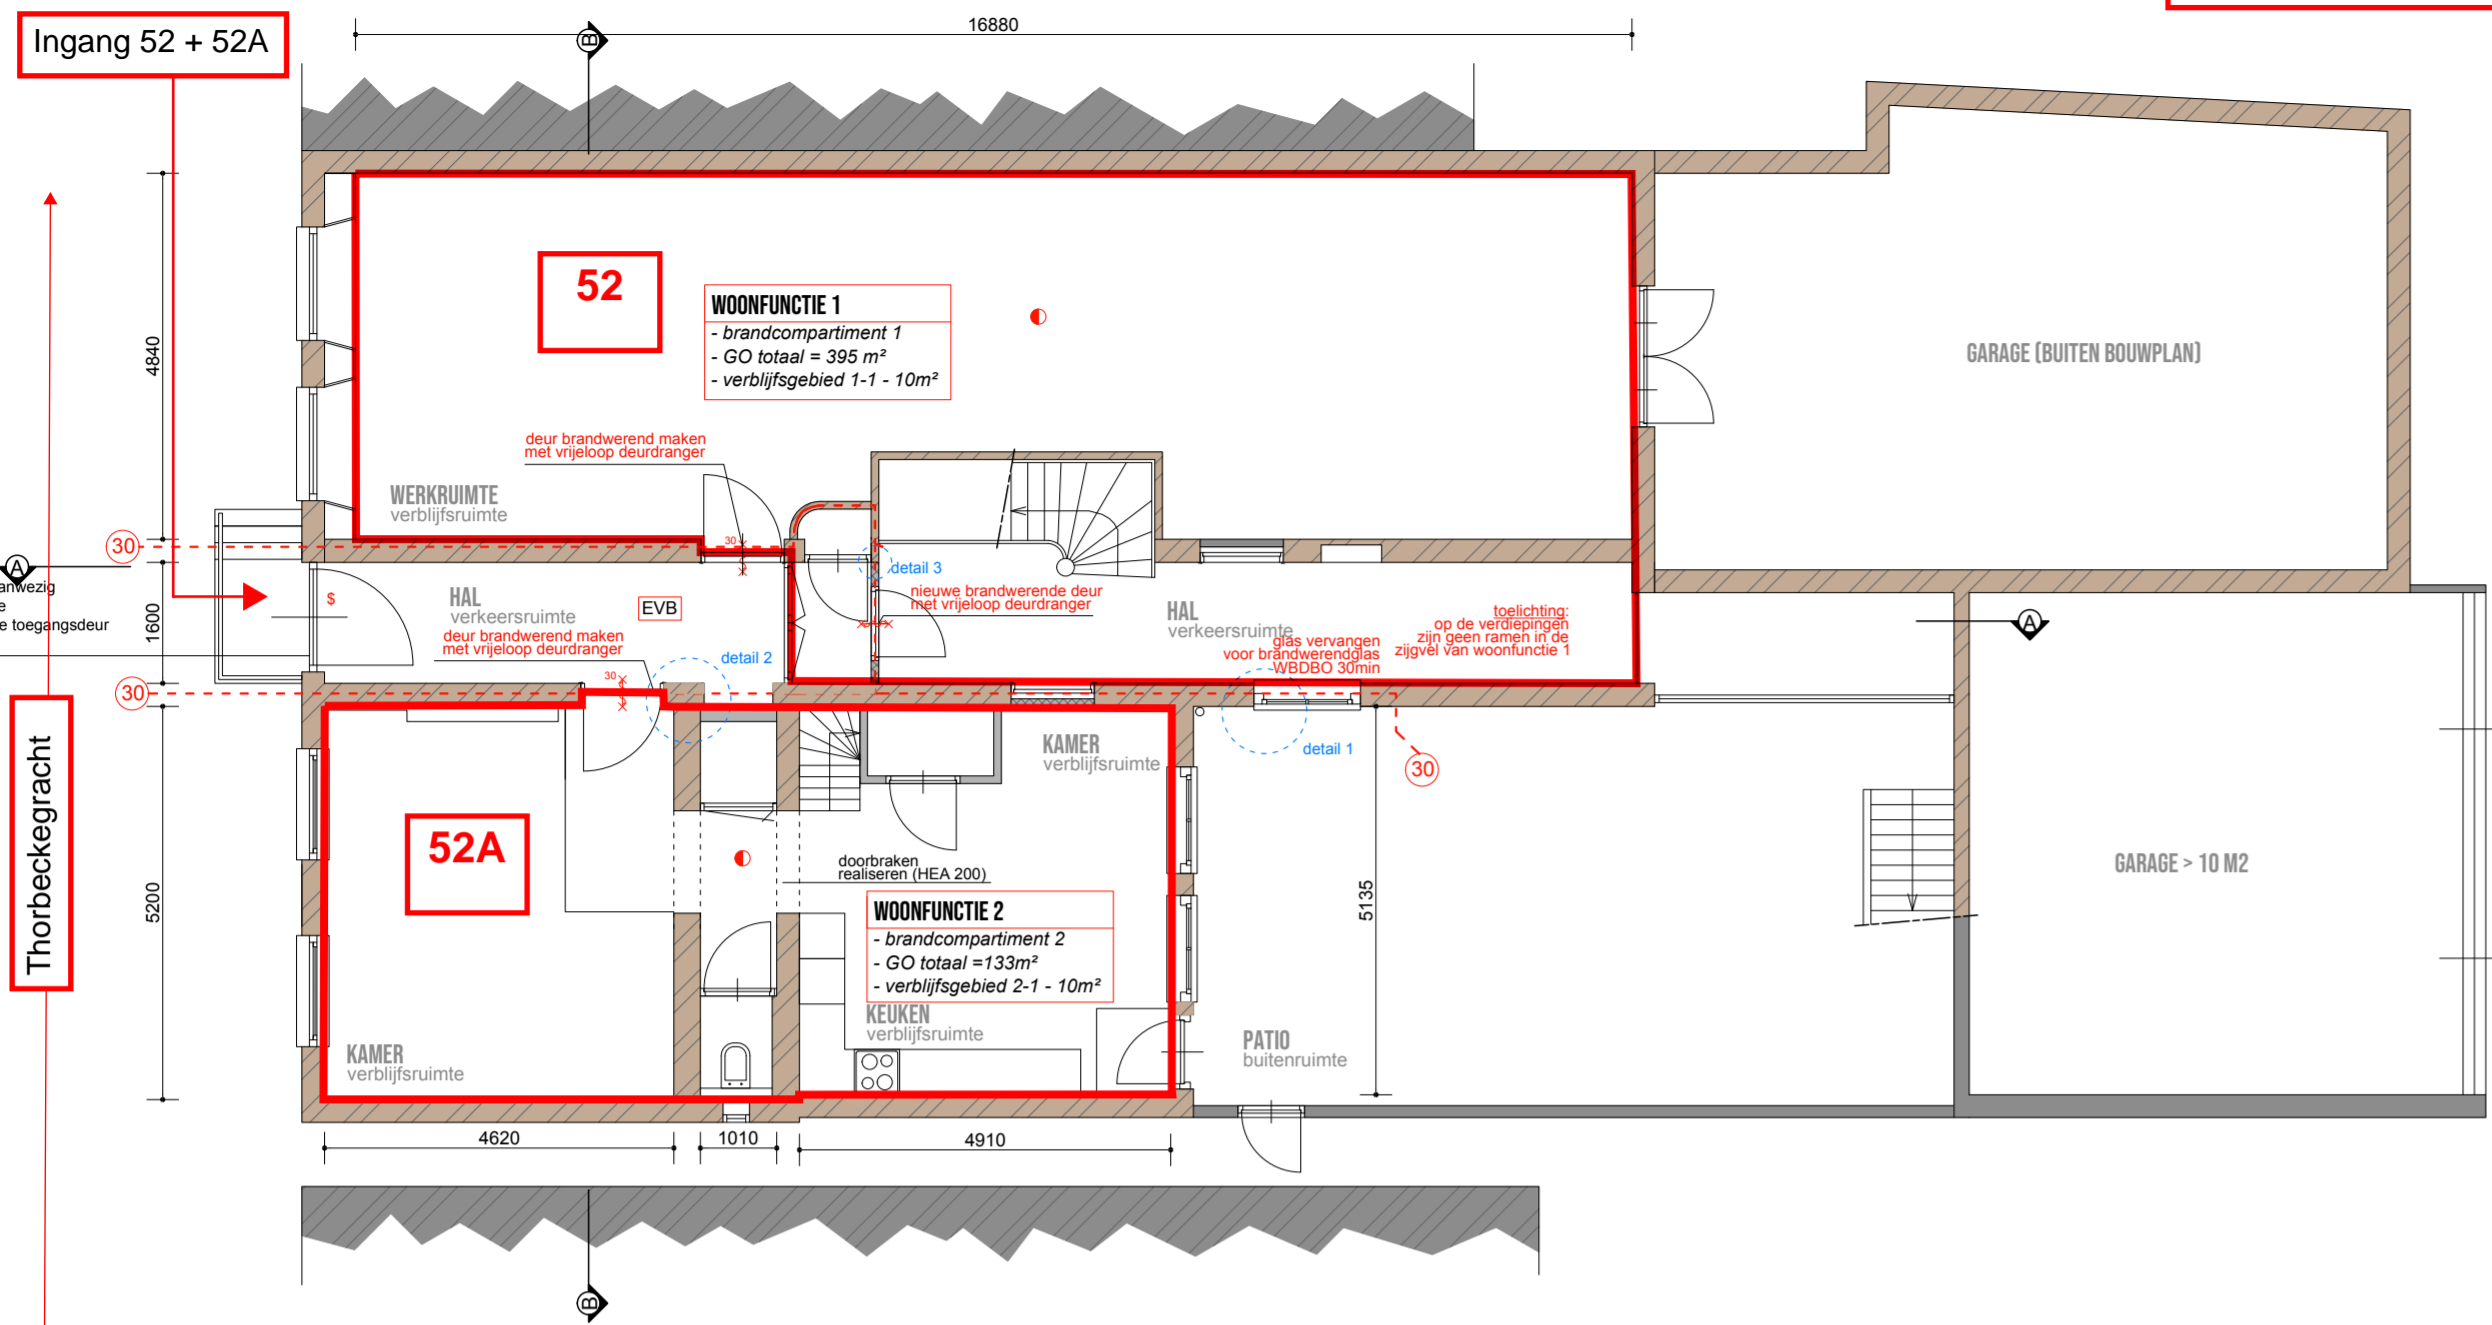 Ingang 52 + 52A
16880
B
52
WOONFUNCTIE 1
- brandcompartiment 1
- GO totaal = 395 m²
- verblijfsgebied 1-1 - 10m²
GARAGE (BUITEN BOUWPLAN)
4840
deur brandwerend maken
met vrijeloop deurdranger
WERKRUIMTE
verblijfsruimte
30
30
A
anwezig
e
e toegangsdeur
1600
$
HAL
verkeersruimte
EVB
deur brandwerend maken
met vrijeloop deurdranger
detail 3
nieuwe brandwerende deur
met vrijeloop deurdranger
HAL
verkeersruimte
glas vervangen
voor brandwerendglas
WBDBO 30min
toelichting:
op de verdiepingen
zijn geen ramen in de
zijgvel van woonfunctie 1
A
detail 2
30
30
Thorbeckegracht
KAMER
verblijfsruimte
detail 1
30
52A
5200
doorbraken
realiseren (HEA 200)
WOONFUNCTIE 2
- brandcompartiment 2
- GO totaal =133m²
- verblijfsgebied 2-1 - 10m²
5135
GARAGE > 10 M2
KEUKEN
verblijfsruimte
KAMER
verblijfsruimte
PATIO
buitenruimte
4620
1010
4910
B